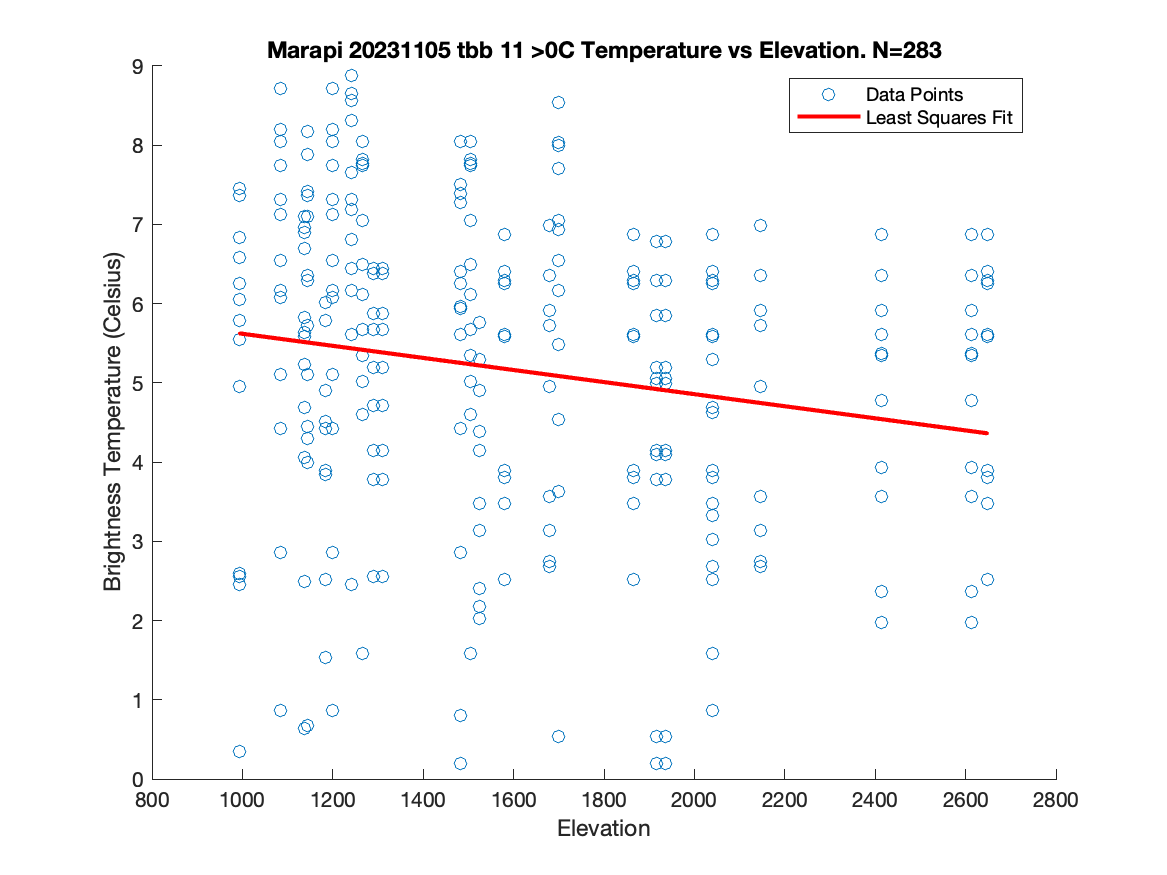 Marapi 20231105 tbb 11 >0C Temperature vs Elevation. N=283
Data Points
Least Squares Fit
Brightness Temperature (Celsius)
9
8
7
6
5
4
3
2
1
0
800 1000 1200 1400 1600 1800 2000 2200 2400 2600 2800
Elevation